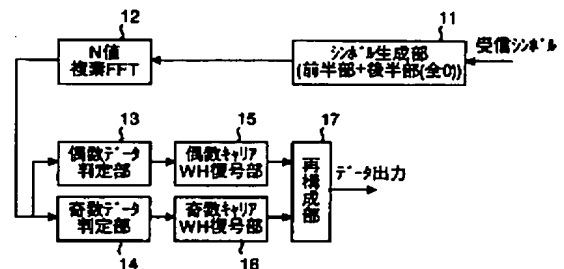 12
11
N値
複素FFT
シンボル生成部
(前半部+後半部(全0))
受信シンボル
13
15
17
偶数データ
判定部
偶数キャリア
WH復号部
再構成部
データ出力
奇数データ
判定部
奇数キャリア
WH復号部
14
16